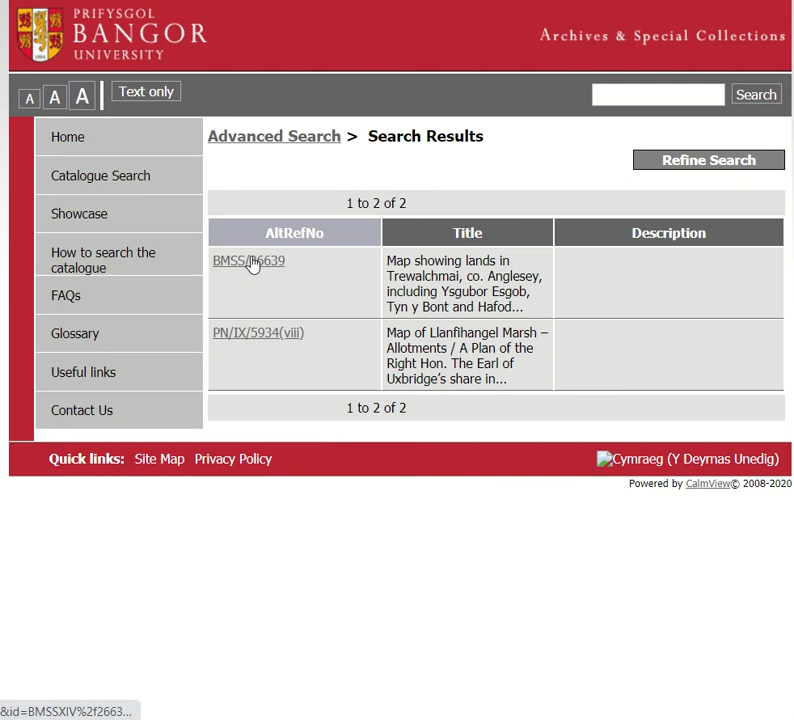 PRIFYSGOL
BANGOR
UNIVERSITY
Archives & Special Collections
A A A Text only
Search
Home
Catalogue Search
Showcase
How to search the
catalogue
FAQs
Glossary
Useful links
Contact Us
Advanced Search > Search Results
Refine Search
1 to 2 of 2
AltRefNo Title Description
BMSS/26639 Map showing lands in
Trewalchmai, co. Anglesey,
including Ysgubor Esgob,
Tyn y Bont and Hafod...
PN/IX/5934(viii) Map of Llanfihangel Marsh –
Allotments / A Plan of the
Right Hon. The Earl of
Uxbridge’s share in...
1 to 2 of 2
Quick links: Site Map Privacy Policy
Cymraeg (Y Deyrnas Unedig)
Powered by CalmView© 2008-2020
&id=BMSSXIV%2f2663...